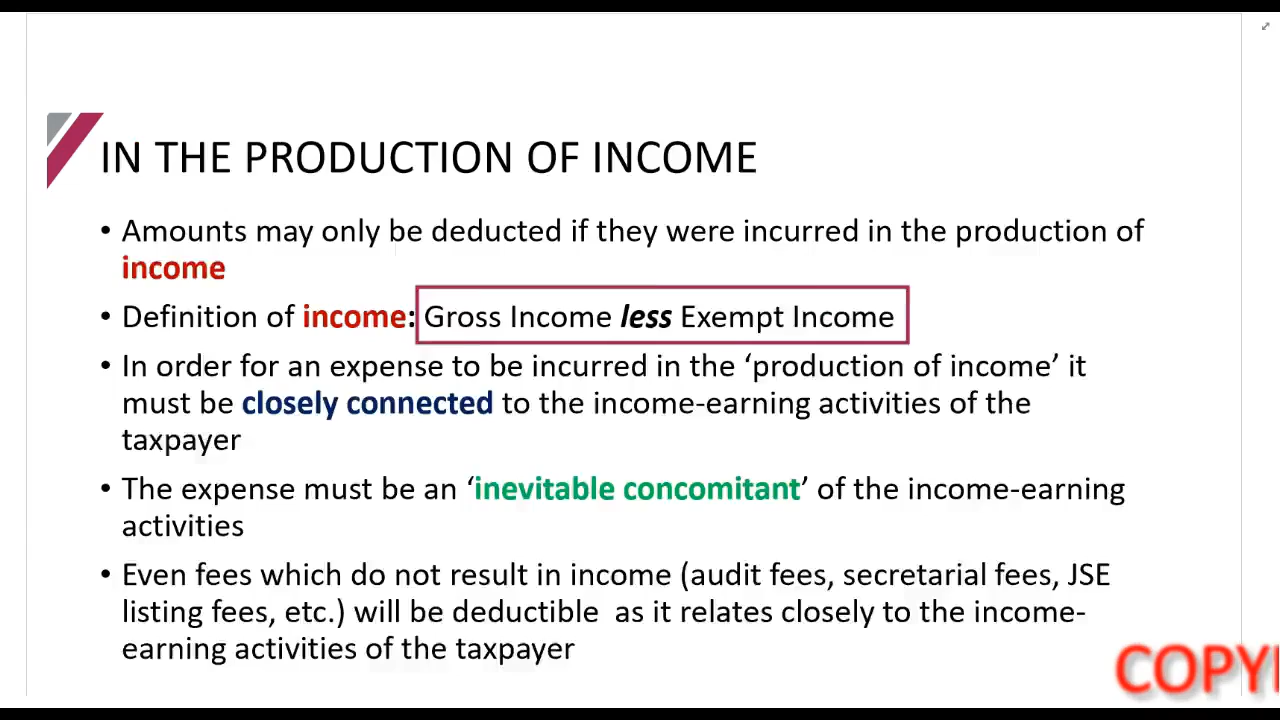 IN THE PRODUCTION OF INCOME
• Amounts may only be deducted if they were incurred in the production of
income
• Definition of income: Gross Income less Exempt Income
• In order for an expense to be incurred in the ‘production of income’ it
must be closely connected to the income-earning activities of the
taxpayer
• The expense must be an ‘inevitable concomitant’ of the income-earning
activities
• Even fees which do not result in income (audit fees, secretarial fees, JSE
listing fees, etc.) will be deductible as it relates closely to the income-
earning activities of the taxpayer
COPY